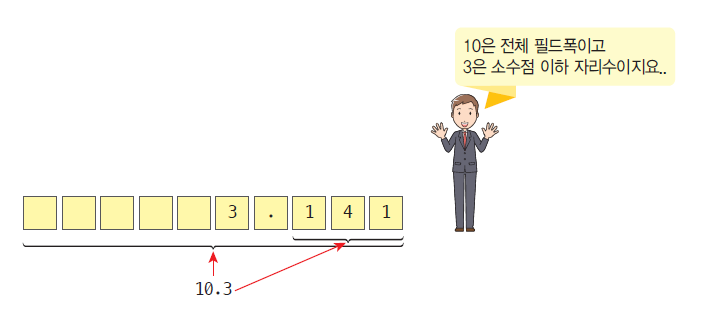 10은 전체 필드폭이고
3은 소수점 이하 자리수이지요..
3 . 1 4 1
10.3